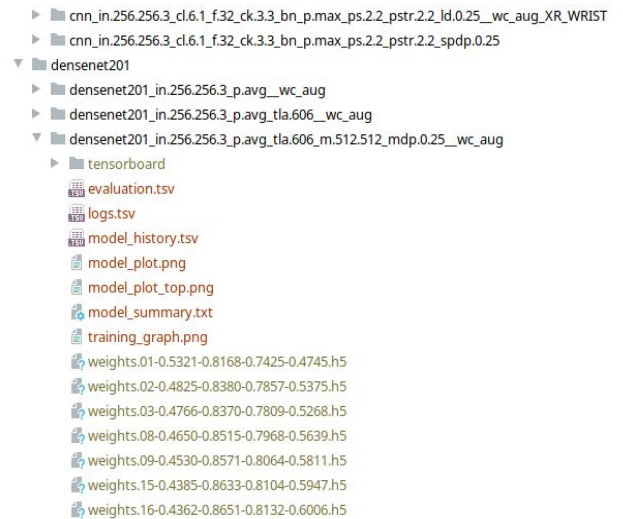 cnn_in.256.256.3_cl.6.1_f.32_ck.3.3_bn_p.max_ps.2.2_pstr.2.2_ld.0.25__wc_aug_XR_WRIST
cnn_in.256.256.3_cl.6.1_f.32_ck.3.3_bn_p.max_ps.2.2_pstr.2.2_spdp.0.25
densenet201
densenet201_in.256.256.3_p.avg__wc_aug
densenet201_in.256.256.3_p.avg_tla.606__wc_aug
densenet201_in.256.256.3_p.avg_tla.606_m.512.512_mdp.0.25__wc_aug
tensorboard
evaluation.tsv
logs.tsv
model_history.tsv
model_plot.png
model_plot_top.png
model_summary.txt
training_graph.png
weights.01-0.5321-0.8168-0.7425-0.4745.h5
weights.02-0.4825-0.8380-0.7857-0.5375.h5
weights.03-0.4766-0.8370-0.7809-0.5268.h5
weights.08-0.4650-0.8515-0.7968-0.5639.h5
weights.09-0.4530-0.8571-0.8064-0.5811.h5
weights.15-0.4385-0.8633-0.8104-0.5947.h5
weights.16-0.4362-0.8651-0.8132-0.6006.h5